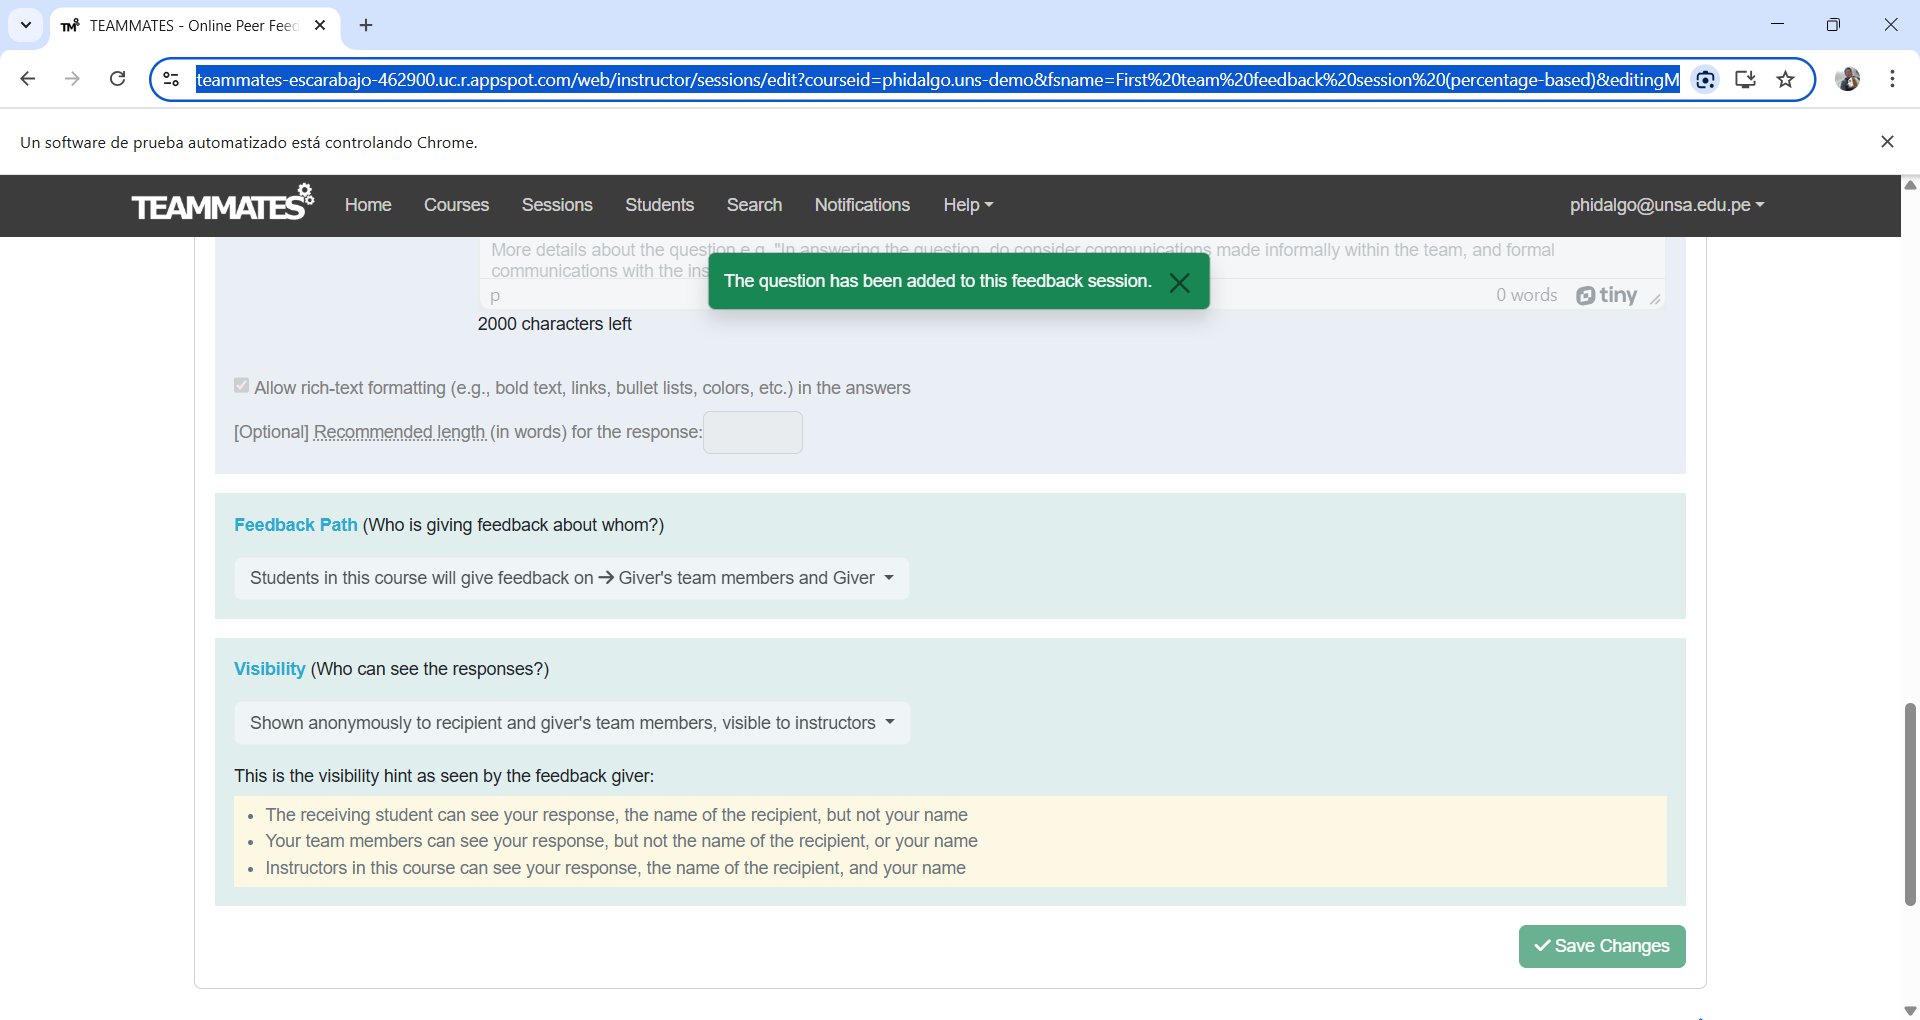 TEAMMATES - Online Peer Feed
teammates-escarabajo-462900.uc.r.appspot.com/web/instructor/sessions/edit?courseid=phidalgo.uns-demo&fsname=First%20team%20feedback%20session%20(percentage-based)&editingM
Un software de prueba automatizado está controlando Chrome.
TEAMMATES Home Courses Sessions Students Search Notifications Help phidalgo@unsa.edu.pe
More details about the question e.g. "In answering the question, do consider communications made informally within the team, and formal
communications with the ins
The question has been added to this feedback session.
p 0 words tiny
2000 characters left
Allow rich-text formatting (e.g., bold text, links, bullet lists, colors, etc.) in the answers
[Optional] Recommended length (in words) for the response:
Feedback Path (Who is giving feedback about whom?)
Students in this course will give feedback on → Giver's team members and Giver
Visibility (Who can see the responses?)
Shown anonymously to recipient and giver's team members, visible to instructors
This is the visibility hint as seen by the feedback giver:
• The receiving student can see your response, the name of the recipient, but not your name
• Your team members can see your response, but not the name of the recipient, or your name
• Instructors in this course can see your response, the name of the recipient, and your name
Save Changes